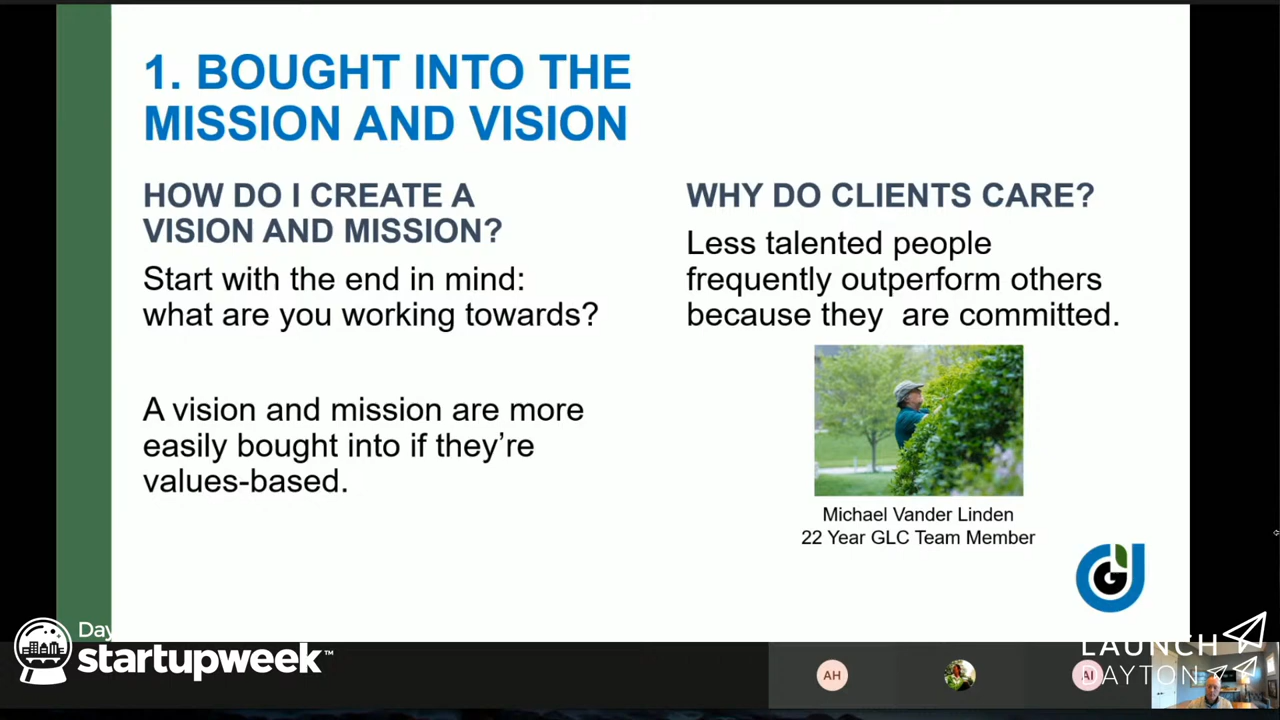 1. BOUGHT INTO THE
MISSION AND VISION
HOW DO I CREATE A
VISION AND MISSION?
Start with the end in mind:
what are you working towards?
A vision and mission are more
easily bought into if they’re
values-based.
WHY DO CLIENTS CARE?
Less talented people
frequently outperform others
because they  are committed.
Michael Vander Linden
22 Year GLC Team Member
Day
startupweek™
AH
AI
LAUNCH
DAYTON